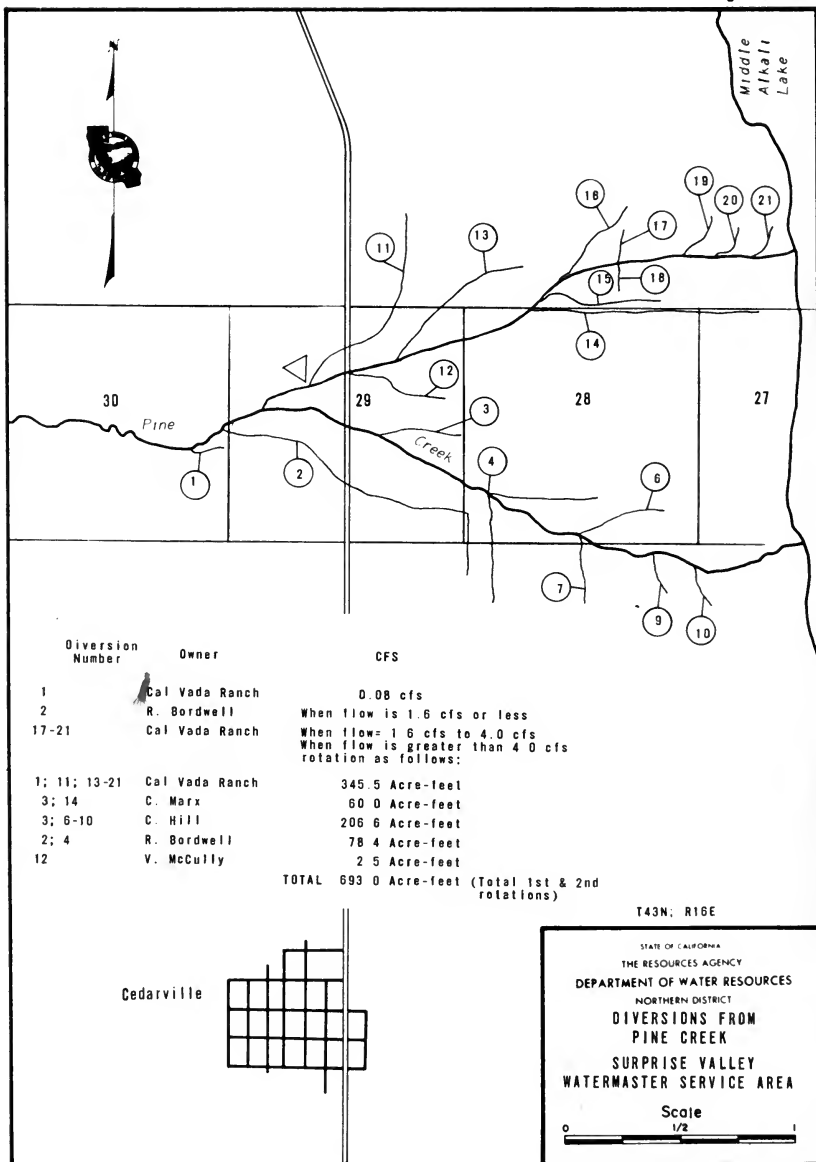 N
Middle
Alkali
Lake
19
16
20
21
17
11
13
15
18
14
30
29
12
28
27
Pine
3
Creek
4
1
2
6
7
9
10
Diversion Number Owner CFS
1 Cal Vada Ranch 0.08 cfs
2 R. Bordwell When flow is 1.6 cfs or less
17-21 Cal Vada Ranch When flow= 1 6 cfs to 4.0 cfs
When flow is greater than 4 0 cfs
rotation as follows:
1; 11; 13-21 Cal Vada Ranch 345.5 Acre-feet
3; 14 C. Marx 60 0 Acre-feet
3; 6-10 C. Hill 206 6 Acre-feet
2; 4 R. Bordwell 78 4 Acre-feet
12 V. McCully 2 5 Acre-feet
TOTAL 693 0 Acre-feet (Total 1st & 2nd
rotations)
T43N; R16E
Cedarville
STATE OF CALIFORNIA
THE RESOURCES AGENCY
DEPARTMENT OF WATER RESOURCES
NORTHERN DISTRICT
DIVERSIONS FROM
PINE CREEK
SURPRISE VALLEY
WATERMASTER SERVICE AREA
Scale
0 1/2 1